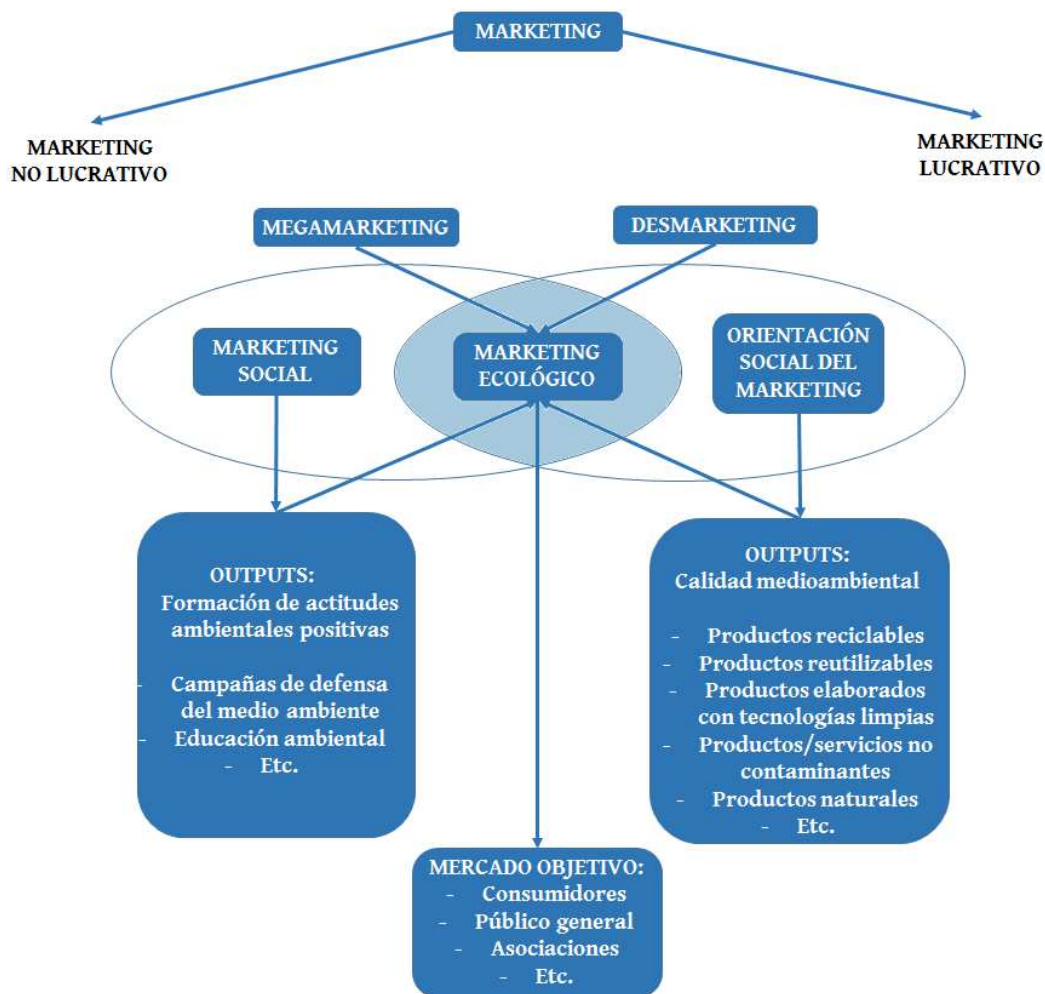 MARKETING
MARKETING
NO LUCRATIVO
MARKETING
LUCRATIVO
MEGAMARKETING
DESMARKETING
MARKETING
SOCIAL
MARKETING
ECOLÓGICO
ORIENTACIÓN
SOCIAL DEL
MARKETING
OUTPUTS:
Formación de actitudes
ambientales positivas
- Campañas de defensa
del medio ambiente
- Educación ambiental
- Etc.
OUTPUTS:
Calidad medioambiental
- Productos reciclables
- Productos reutilizables
- Productos elaborados
con tecnologías limpias
- Productos/servicios no
contaminantes
- Productos naturales
- Etc.
MERCADO OBJETIVO:
- Consumidores
- Público general
- Asociaciones
- Etc.